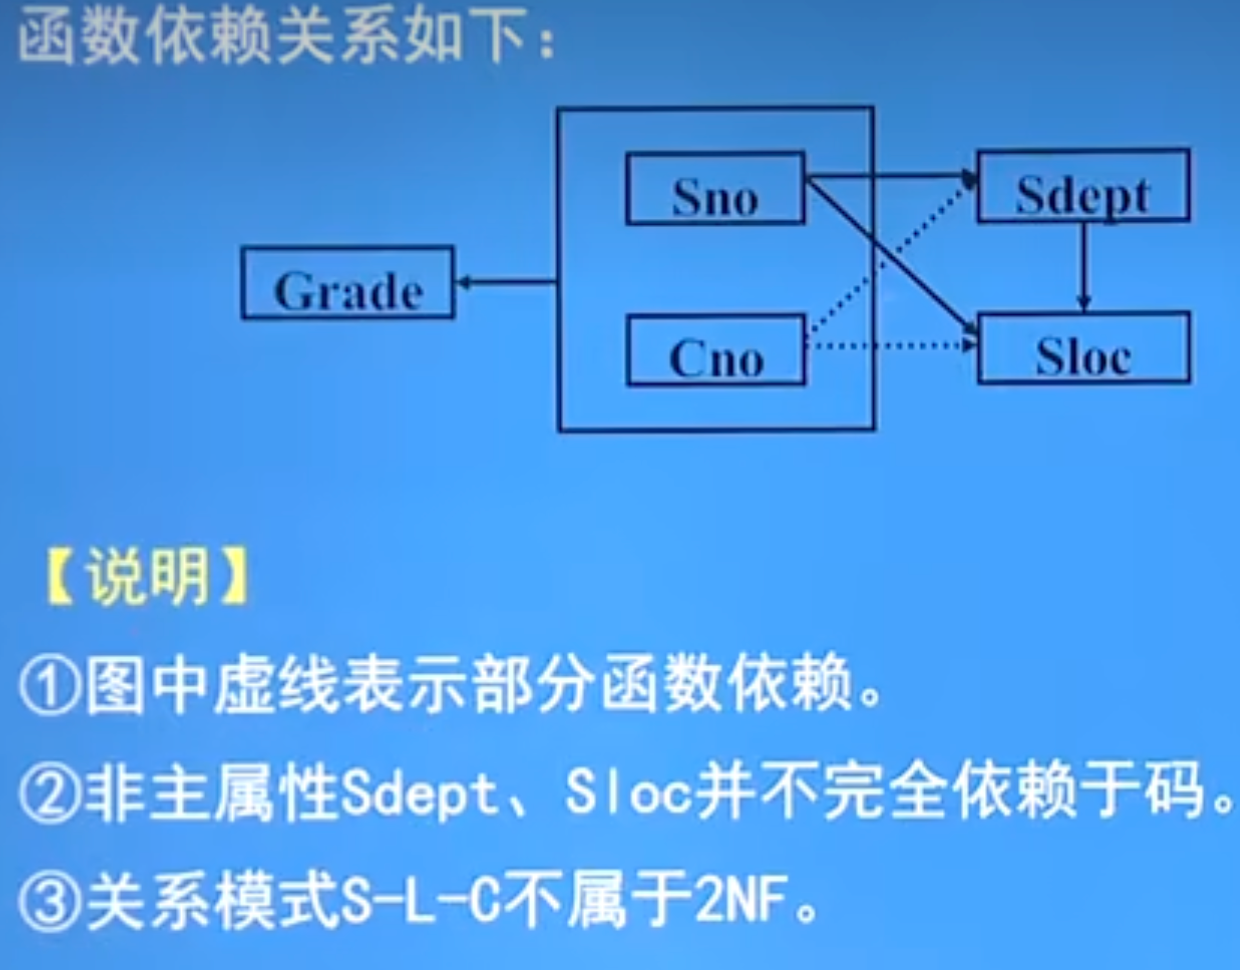 函数依赖关系如下：
Sno
Sdept
Grade
Cno
Sloc
【说明】
①图中虚线表示部分函数依赖。
②非主属性Sdept、Sloc并不完全依赖于码。
③关系模式S-L-C不属于2NF。